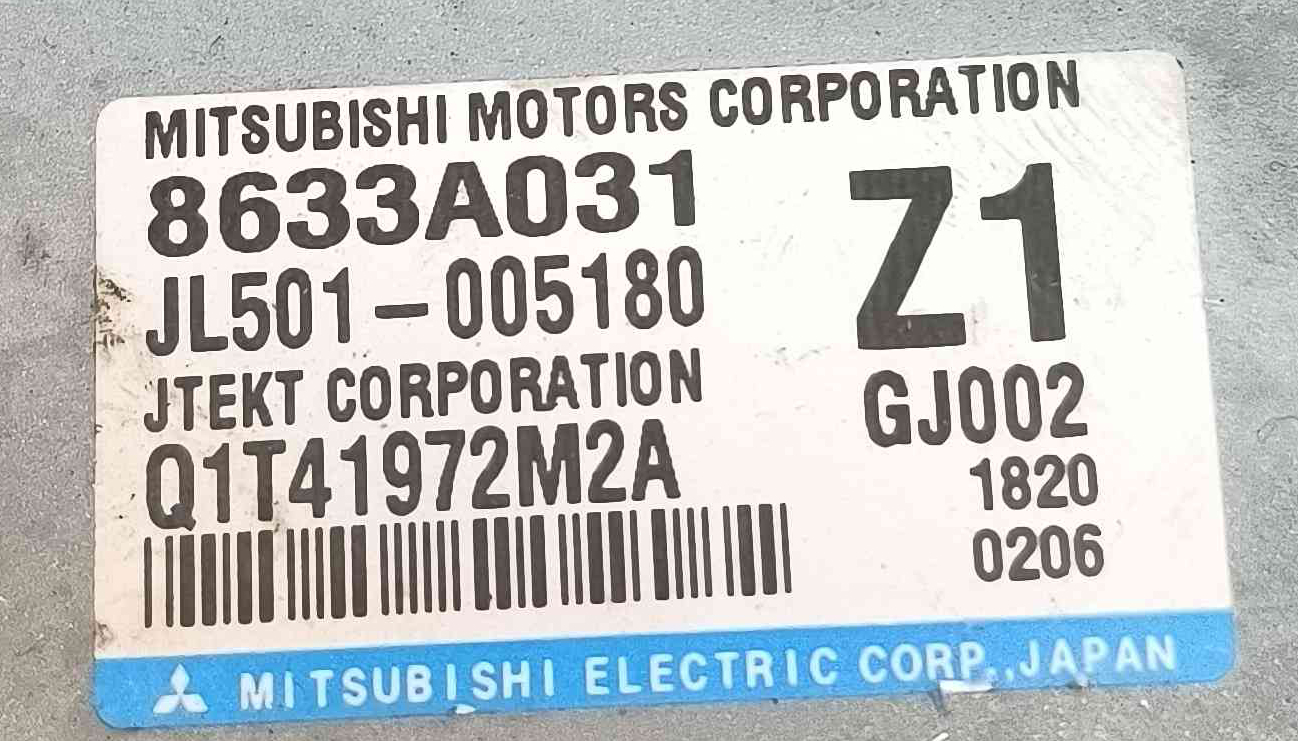 MITSUBISHI MOTORS CORPORATION
8633A031
Z1
JL501-005180
JTEKT CORPORATION
GJ002
Q1T41972M2A
1820
0206
MITSUBISHI ELECTRIC CORP.,JAPAN